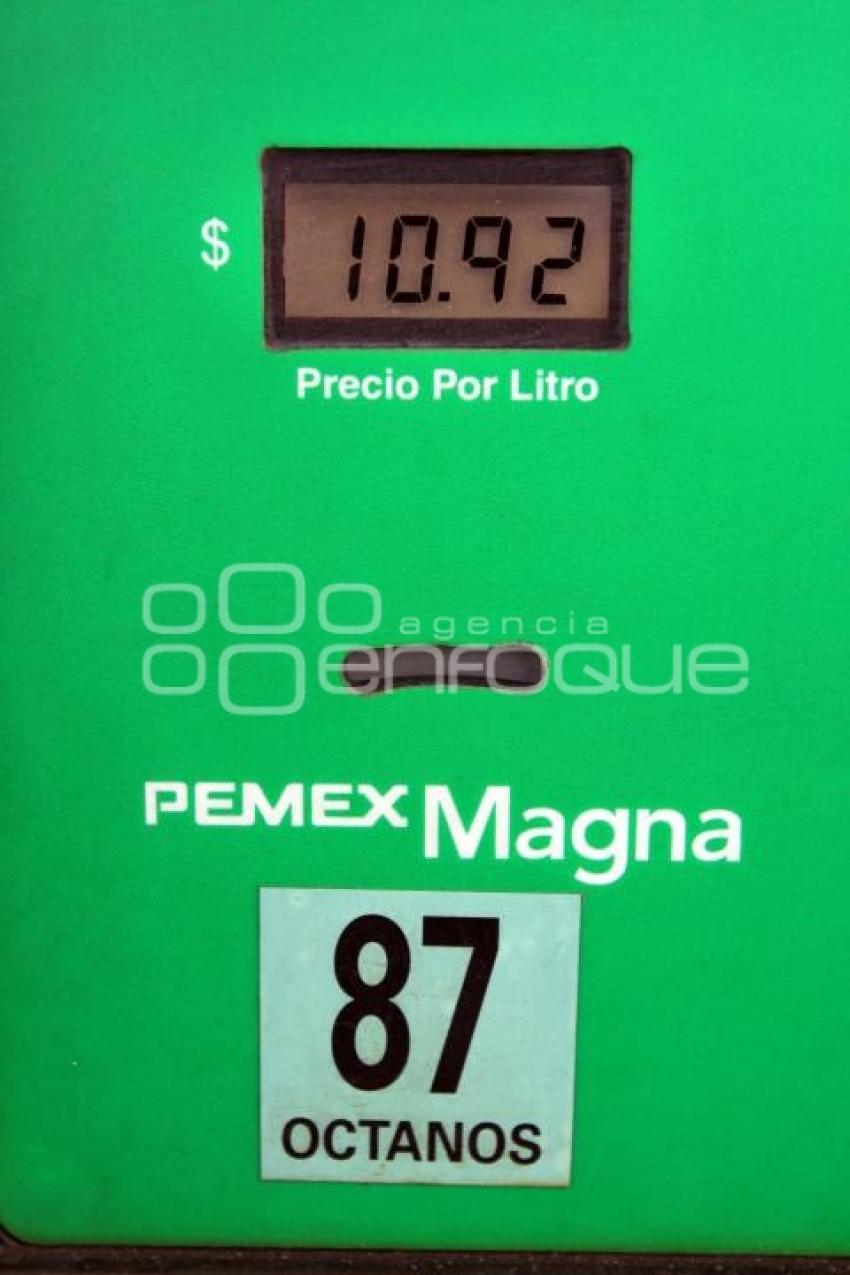 $ 10.92
Precio Por Litro
agencia
enfoque
PEMEX Magna
87
OCTANOS